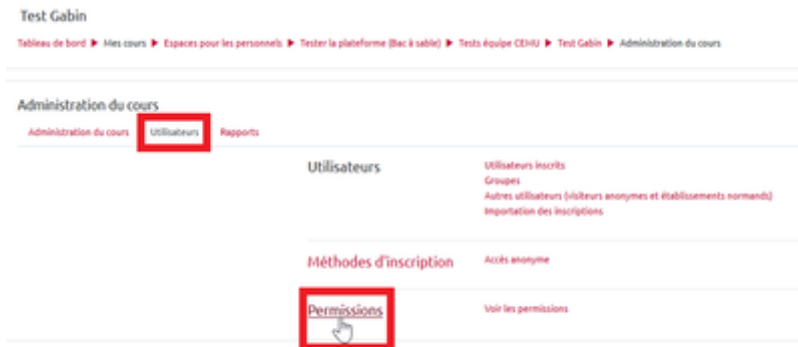 Test Gabin
Tableau de bord ▶ Mes cours ▶ Espaces pour les personnels ▶ Tester la plateforme (Bac à sable) ▶ Tests équipe CEMU ▶ Test Gabin ▶ Administration du cours
Administration du cours
Administration du cours Utilisateurs Rapports
Utilisateurs Utilisateurs inscrits
Groupes
Autres utilisateurs (visiteurs anonymes et établissements normands)
Importation des inscriptions
Méthodes d'inscription Accès anonyme
Permissions Voir les permissions